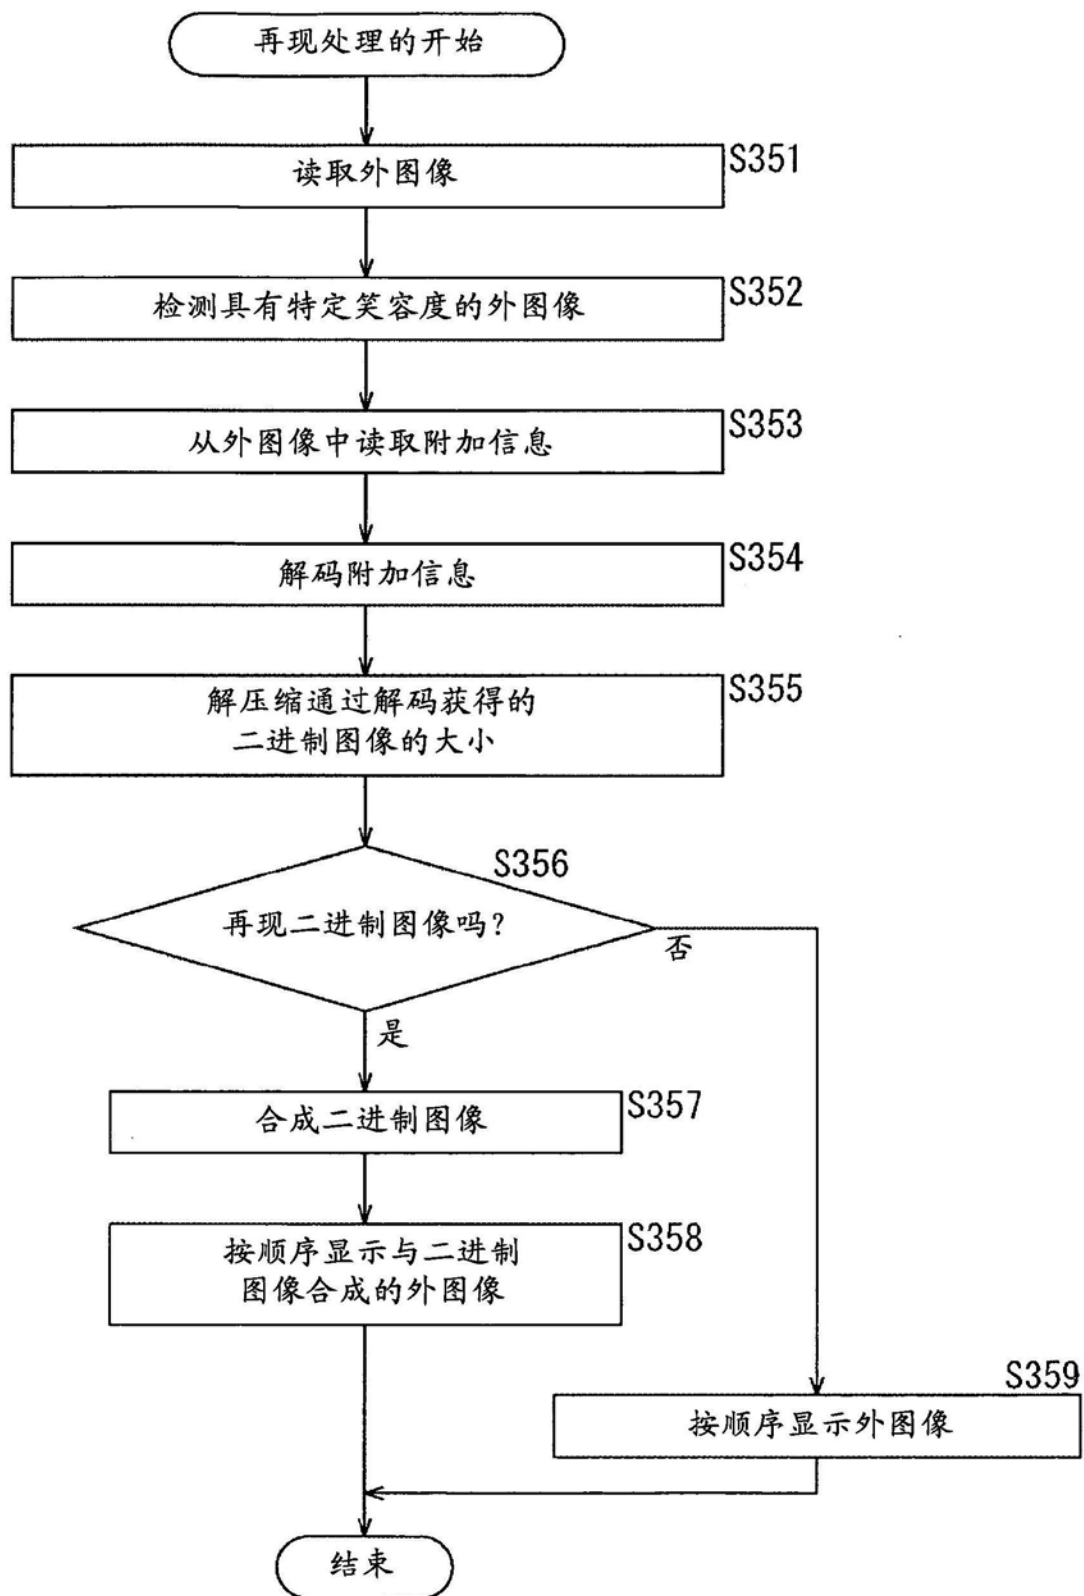 再现处理的开始
读取外图像
S351
检测具有特定笑容度的外图像
S352
从外图像中读取附加信息
S353
解码附加信息
S354
解压缩通过解码获得的
二进制图像的大小
S355
S356
再现二进制图像吗?
否
是
合成二进制图像
S357
按顺序显示与二进制
图像合成的外图像
S358
S359
按顺序显示外图像
结束